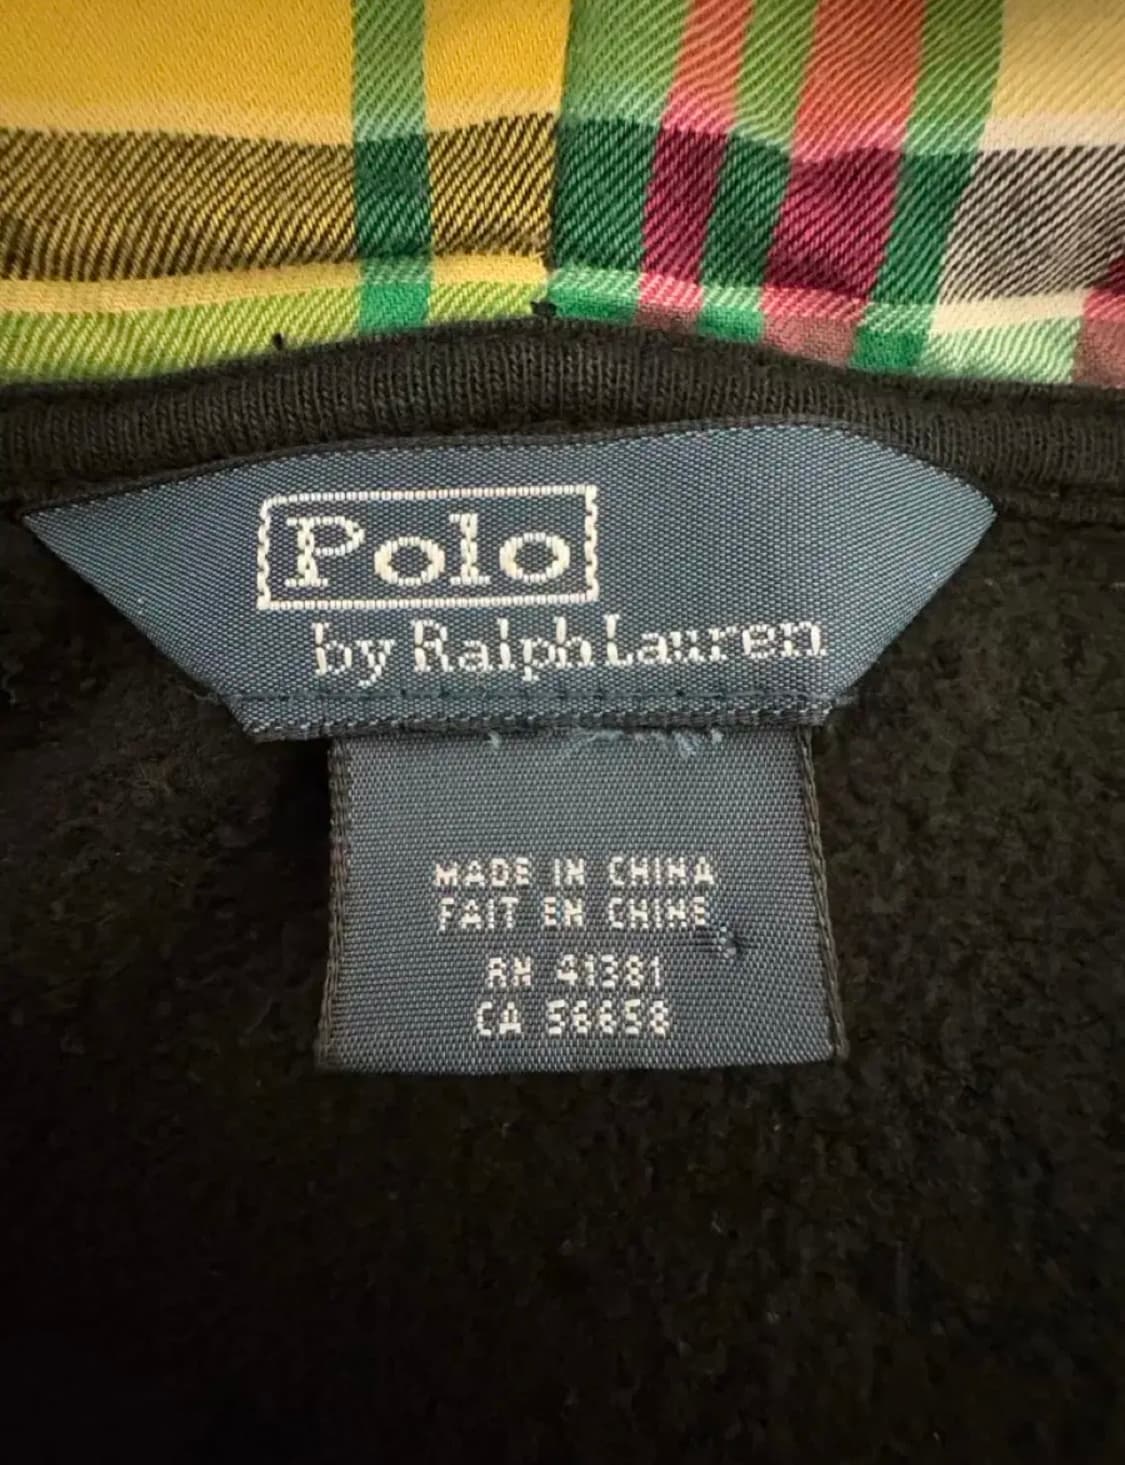 Polo
by Ralph Lauren
MADE IN CHINA
FAIT EN CHINE
RN 41381
CA 56658